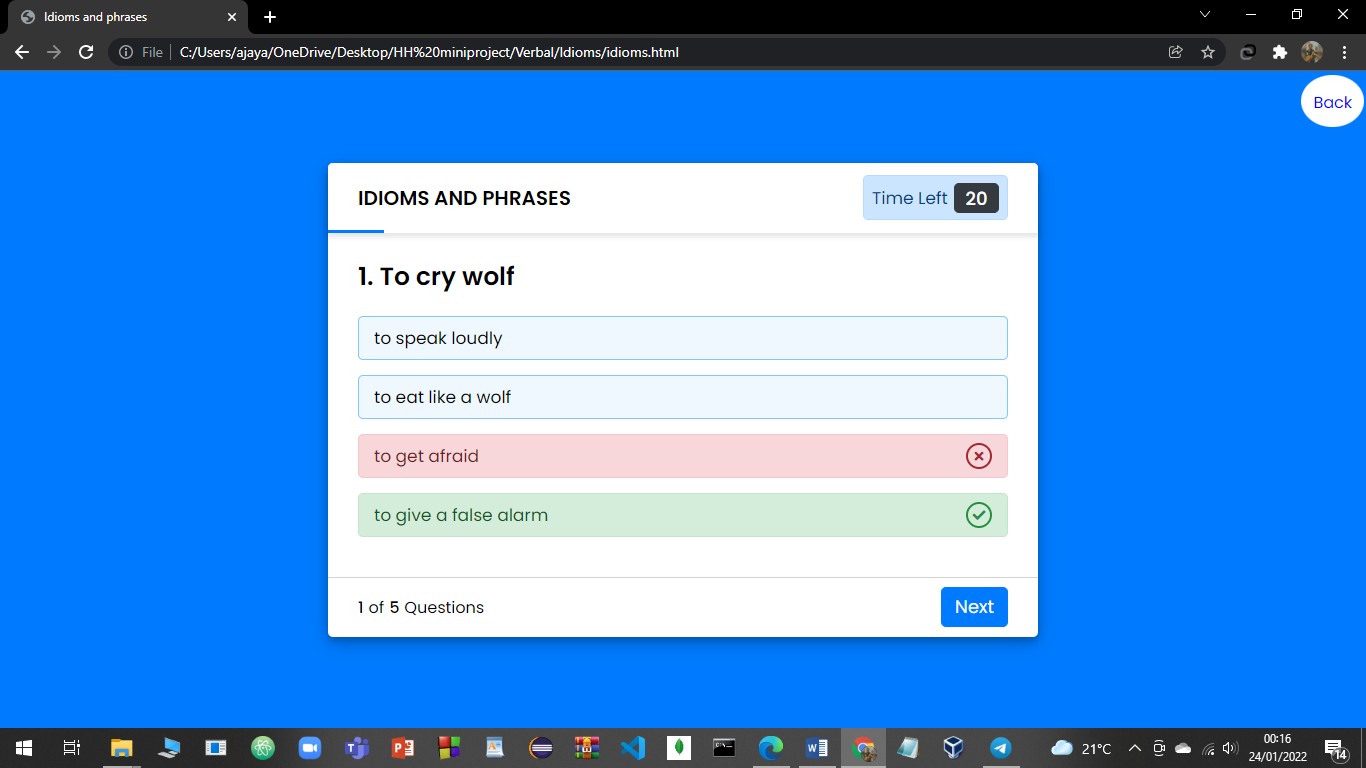 Idioms and phrases
File
C:/Users/ajaya/OneDrive/Desktop/HH%20miniproject/Verbal/Idioms/idioms.html
Back
IDIOMS AND PHRASES
Time Left 20
1. To cry wolf
to speak loudly
to eat like a wolf
to get afraid
to give a false alarm
1 of 5 Questions
Next
21°C
00:16
24/01/2022
14